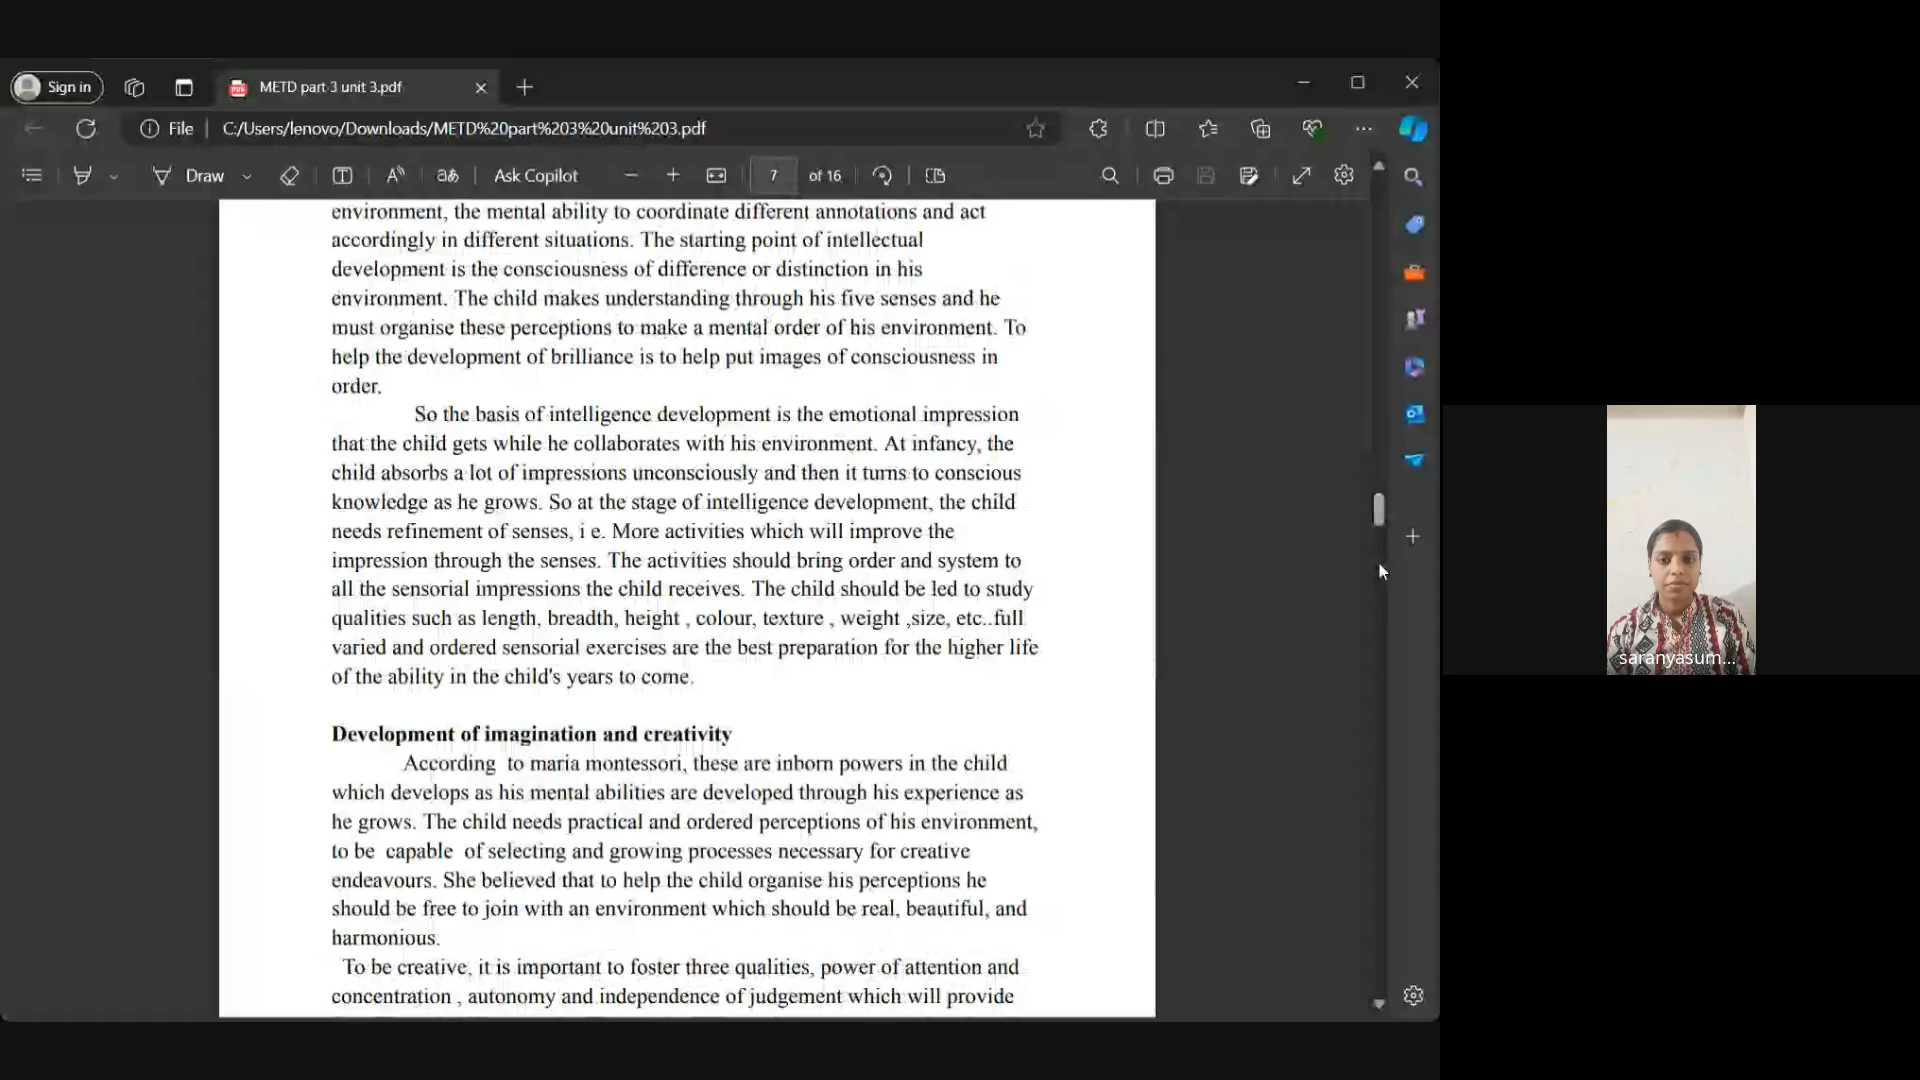 Sign in
METD part 3 unit 3.pdf
File
C:/Users/lenovo/Downloads/METD%20part%203%20unit%203.pdf
Draw
Ask Copilot
7 of 16
environment, the mental ability to coordinate different annotations and act
accordingly in different situations. The starting point of intellectual
development is the consciousness of difference or distinction in his
environment. The child makes understanding through his five senses and he
must organise these perceptions to make a mental order of his environment. To
help the development of brilliance is to help put images of consciousness in
order.
So the basis of intelligence development is the emotional impression
that the child gets while he collaborates with his environment. At infancy, the
child absorbs a lot of impressions unconsciously and then it turns to conscious
knowledge as he grows. So at the stage of intelligence development, the child
needs refinement of senses, i e. More activities which will improve the
impression through the senses. The activities should bring order and system to
all the sensorial impressions the child receives. The child should be led to study
qualities such as length, breadth, height , colour, texture , weight ,size, etc..full
varied and ordered sensorial exercises are the best preparation for the higher life
of the ability in the child's years to come.
Development of imagination and creativity
According  to maria montessori, these are inborn powers in the child
which develops as his mental abilities are developed through his experience as
he grows. The child needs practical and ordered perceptions of his environment,
to be  capable  of selecting and growing processes necessary for creative
endeavours. She believed that to help the child organise his perceptions he
should be free to join with an environment which should be real, beautiful, and
harmonious.
To be creative, it is important to foster three qualities, power of attention and
concentration , autonomy and independence of judgement which will provide
saranyasum...